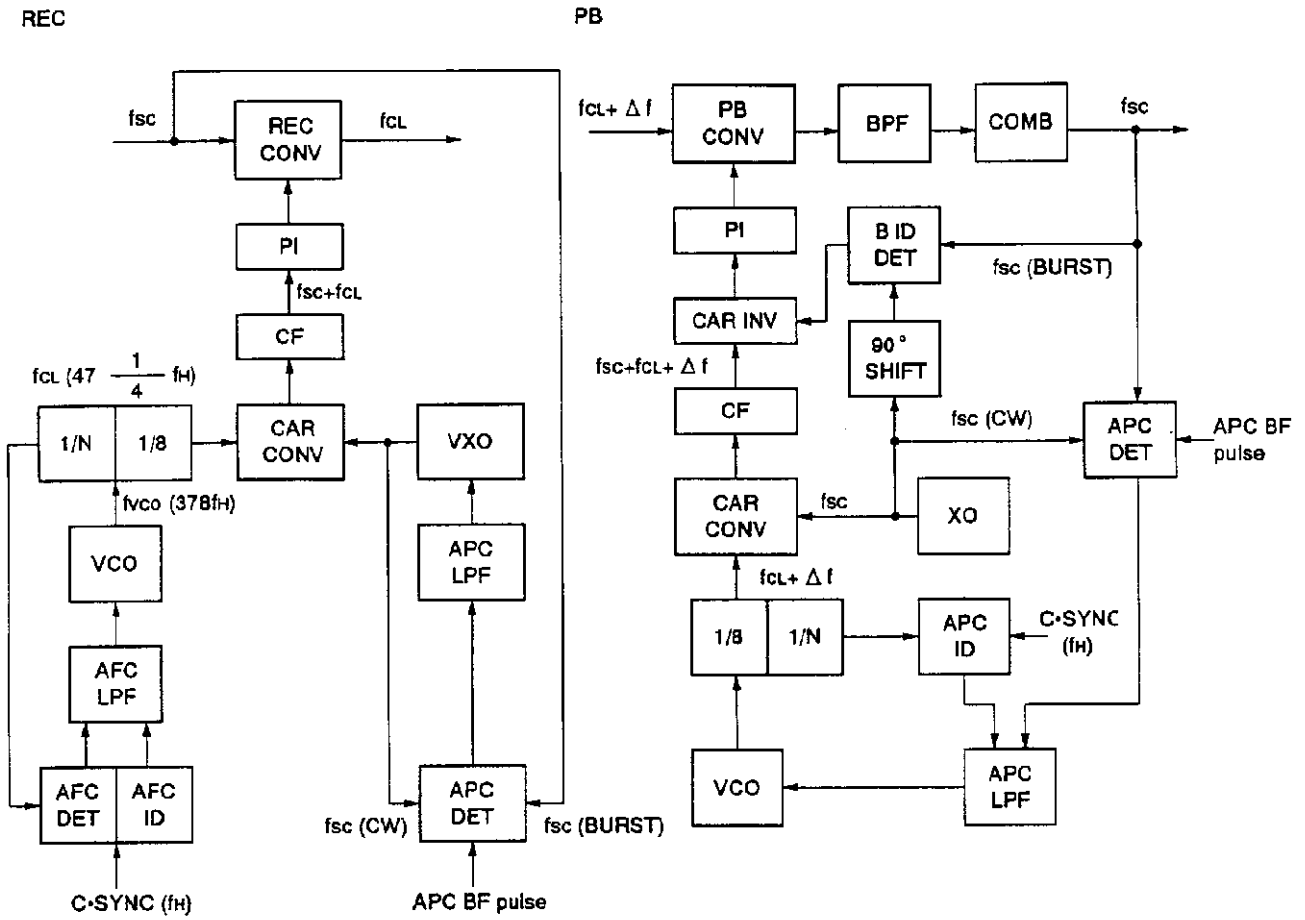 REC
fsc
REC
CONV
fCL
PI
fsc+fCL
CF
fCL (47 1/4 fH)
1/N
1/8
CAR
CONV
VXO
fVCO (378fH)
VCO
APC
LPF
AFC
LPF
AFC
DET
AFC
ID
APC
DET
fsc (CW)
fsc (BURST)
C•SYNC (fH)
APC BF pulse
PB
fCL+ Δ f
PB
CONV
BPF
COMB
fsc
PI
B ID
DET
fsc (BURST)
CAR INV
90°
SHIFT
fsc+fCL+ Δ f
CF
fsc (CW)
APC
DET
APC BF
pulse
CAR
CONV
fsc
XO
fCL+ Δ f
1/8
1/N
APC
ID
C•SYNC
(fH)
VCO
APC
LPF